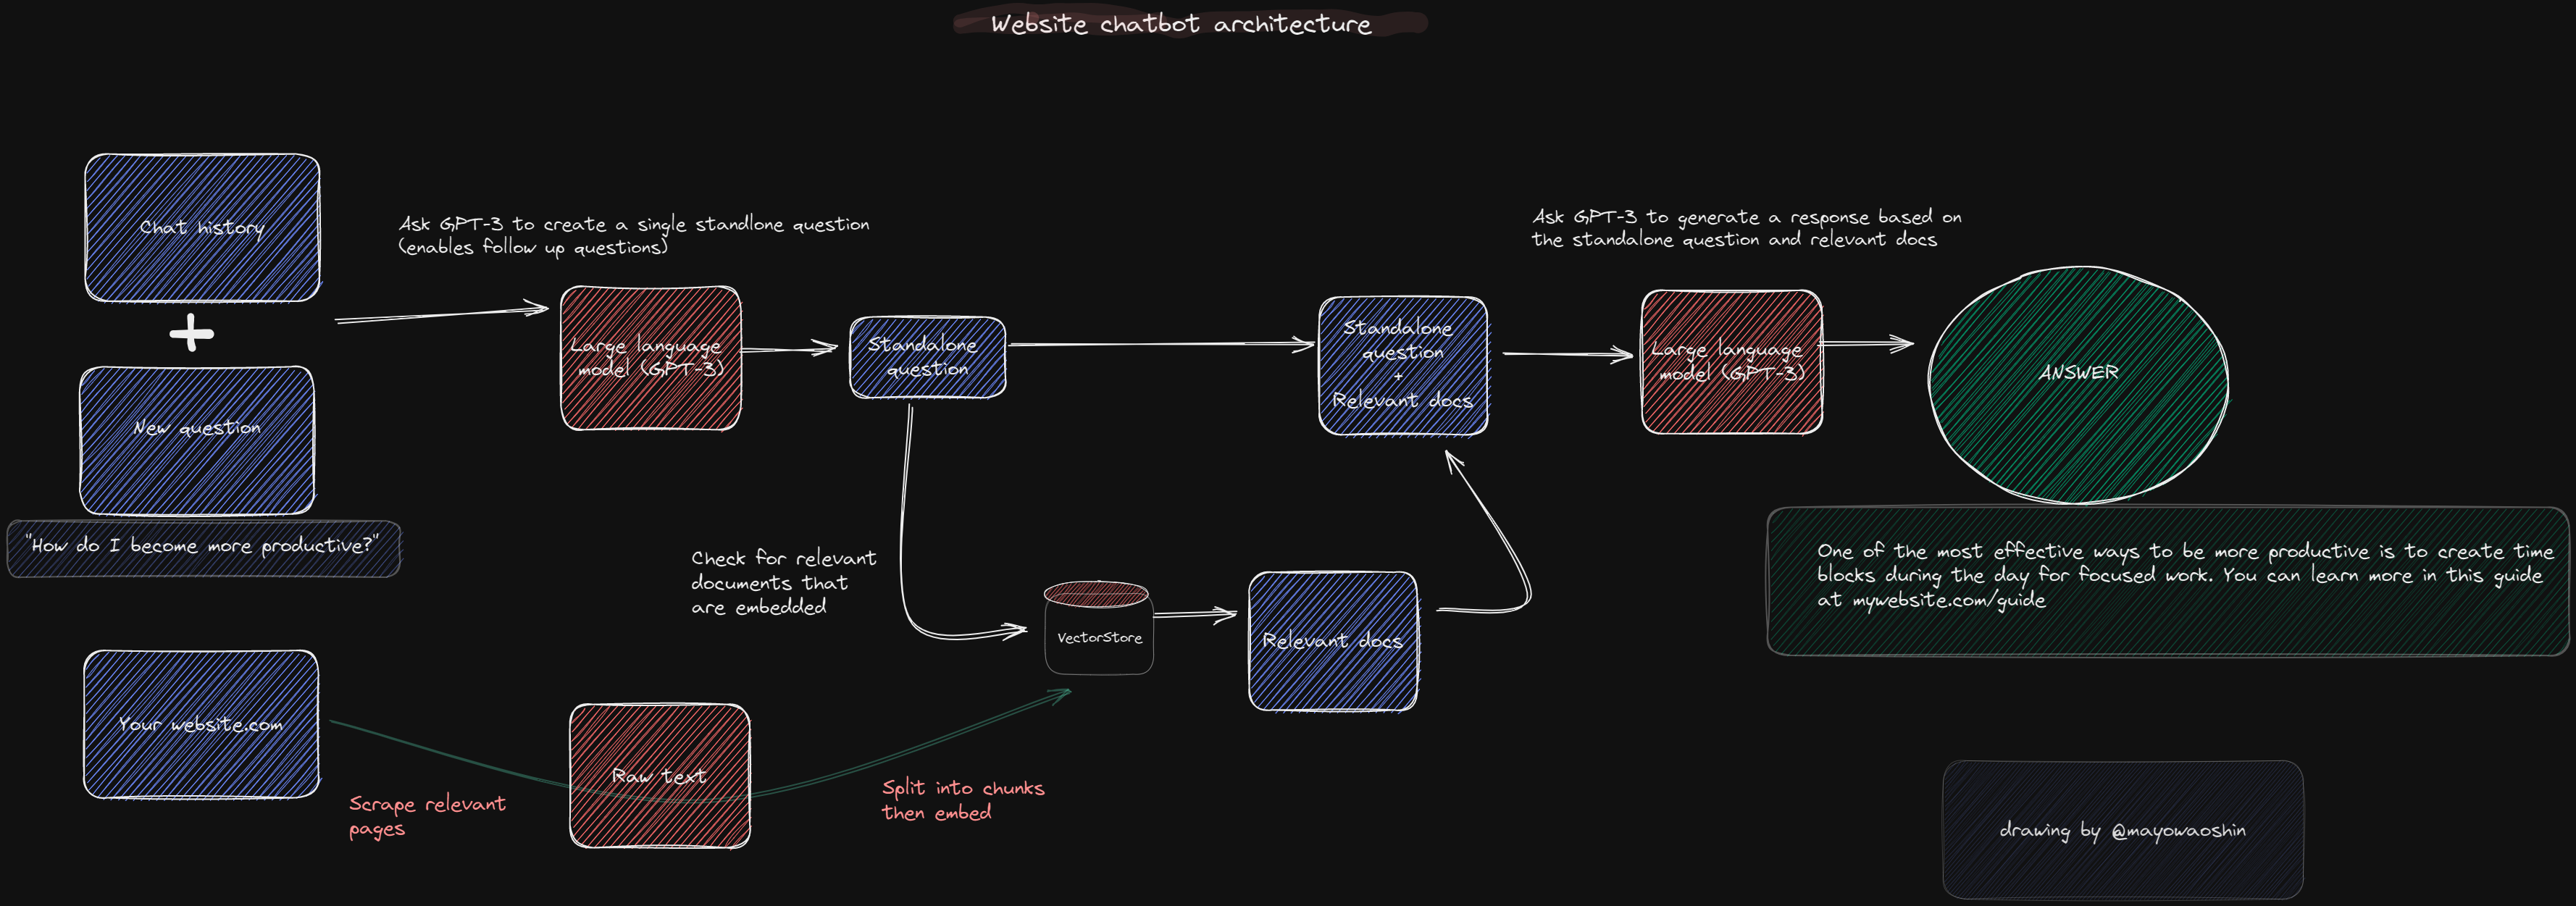 Website chatbot architecture
Chat history
+
New question
"How do I become more productive?"
Ask GPT-3 to create a single standlone question
(enables follow up questions)
Large language
model (GPT-3)
Standalone
question
Standalone
question
+
Relevant docs
Ask GPT-3 to generate a response based on
the standalone question and relevant docs
Large language
model (GPT-3)
ANSWER
One of the most effective ways to be more productive is to create time
blocks during the day for focused work. You can learn more in this guide
at mywebsite.com/guide
Check for relevant
documents that
are embedded
VectorStore
Relevant docs
Your website.com
Scrape relevant
pages
Raw text
Split into chunks
then embed
drawing by @mayowaoshin